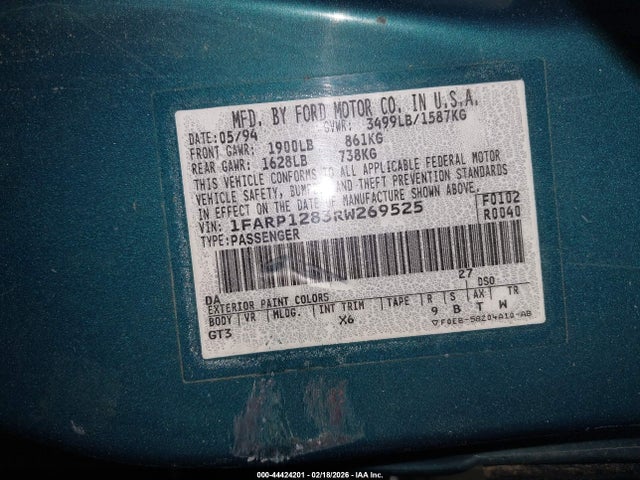 MFD. BY FORD MOTOR CO. IN U.S.A.
DATE: 05/94 GVWR: 3499LB/1587KG
FRONT GAWR: 1900LB 861KG
REAR GAWR: 1628LB 738KG
THIS VEHICLE CONFORMS TO ALL APPLICABLE FEDERAL MOTOR
VEHICLE SAFETY, BUMPER AND THEFT PREVENTION STANDARDS
IN EFFECT ON THE DATE OF MANUFACTURE SHOWN ABOVE.
VIN: 1FARP1283RW269525 F0102
TYPE: PASSENGER R0040
DA 27 DSO
EXTERIOR PAINT COLORS
BODY VR MLDG. INT TRIM TAPE R S AX TR
GT3 X6 9 B T W
▽F0EB-58204A10-AB
000-44424201 - 02/18/2026 - IAA Inc.